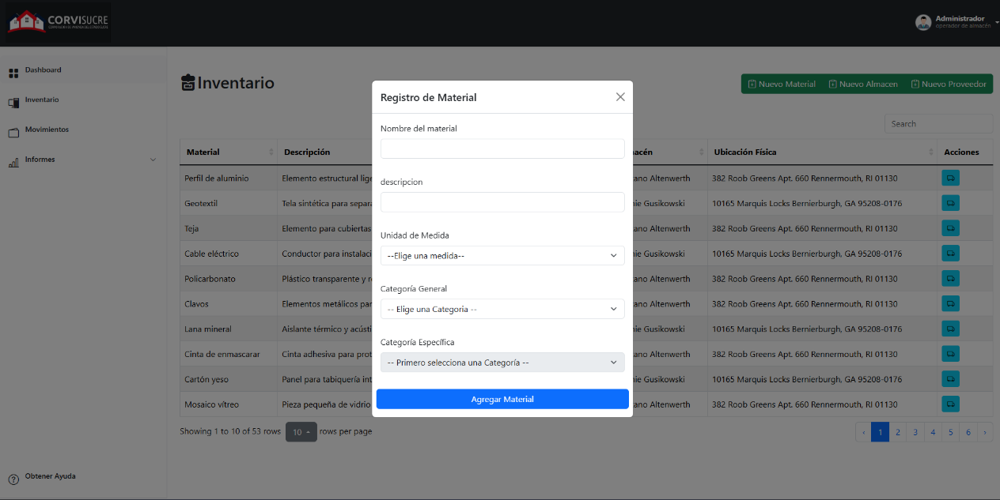 CORVISUCRE
Administrador
operador de almacén
Dashboard
Inventario
Movimientos
Informes
Obtener Ayuda
Inventario
Nuevo Material Nuevo Almacen Nuevo Proveedor
Search
Material Descripción acén Ubicación Física Acciones
Perfil de aluminio Elemento estructural lige ano Altenwerth 382 Roob Greens Apt. 660 Rennermouth, RI 01130
Geotextil Tela sintética para separa nie Gusikowski 10165 Marquis Locks Bernierburgh, GA 95208-0176
Teja Elemento para cubiertas ano Altenwerth 382 Roob Greens Apt. 660 Rennermouth, RI 01130
Cable eléctrico Conductor para instalaci nie Gusikowski 10165 Marquis Locks Bernierburgh, GA 95208-0176
Policarbonato Plástico transparente y re ano Altenwerth 382 Roob Greens Apt. 660 Rennermouth, RI 01130
Clavos Elementos metálicos par ano Altenwerth 382 Roob Greens Apt. 660 Rennermouth, RI 01130
Lana mineral Aislante térmico y acústi nie Gusikowski 10165 Marquis Locks Bernierburgh, GA 95208-0176
Cinta de enmascarar Cinta adhesiva para prot ano Altenwerth 382 Roob Greens Apt. 660 Rennermouth, RI 01130
Cartón yeso Panel para tabiquería int nie Gusikowski 10165 Marquis Locks Bernierburgh, GA 95208-0176
Mosaico vítreo Pieza pequeña de vidrio ano Altenwerth 382 Roob Greens Apt. 660 Rennermouth, RI 01130
Showing 1 to 10 of 53 rows 10 rows per page
‹ 1 2 3 4 5 6 ›
Registro de Material
Nombre del material
descripcion
Unidad de Medida
--Elige una medida--
Categoría General
-- Elige una Categoria --
Categoría Específica
-- Primero selecciona una Categoría --
Agregar Material